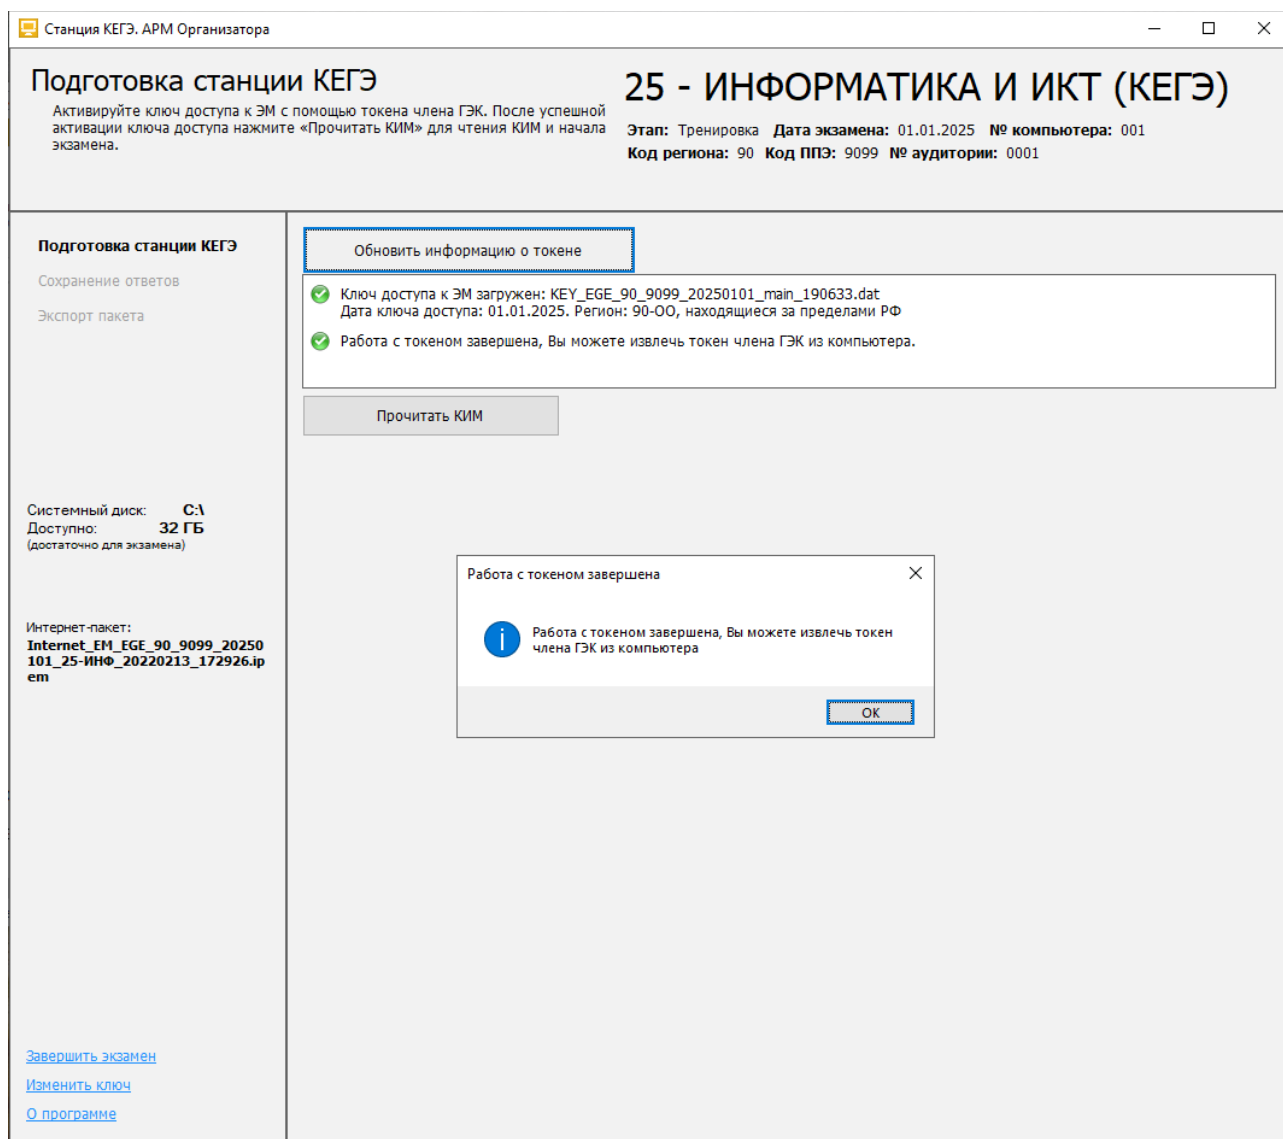 Станция КЕГЭ. АРМ Организатора
Подготовка станции КЕГЭ
Активируйте ключ доступа к ЭМ с помощью токена члена ГЭК. После успешной
активации ключа доступа нажмите «Прочитать КИМ» для чтения КИМ и начала
экзамена.
25 - ИНФОРМАТИКА И ИКТ (КЕГЭ)
Этап: Тренировка Дата экзамена: 01.01.2025 № компьютера: 001
Код региона: 90 Код ППЭ: 9099 № аудитории: 0001
Подготовка станции КЕГЭ
Сохранение ответов
Экспорт пакета
Обновить информацию о токене
Ключ доступа к ЭМ загружен: KEY_EGE_90_9099_20250101_main_190633.dat
Дата ключа доступа: 01.01.2025. Регион: 90-ОО, находящиеся за пределами РФ
Работа с токеном завершена, Вы можете извлечь токен члена ГЭК из компьютера.
Прочитать КИМ
Системный диск: C:\
Доступно: 32 ГБ
(достаточно для экзамена)
Интернет-пакет:
Internet_EM_EGE_90_9099_20250
101_25-ИНФ_20220213_172926.ip
em
Работа с токеном завершена
Работа с токеном завершена, Вы можете извлечь токен
члена ГЭК из компьютера
ОК
Завершить экзамен
Изменить ключ
О программе